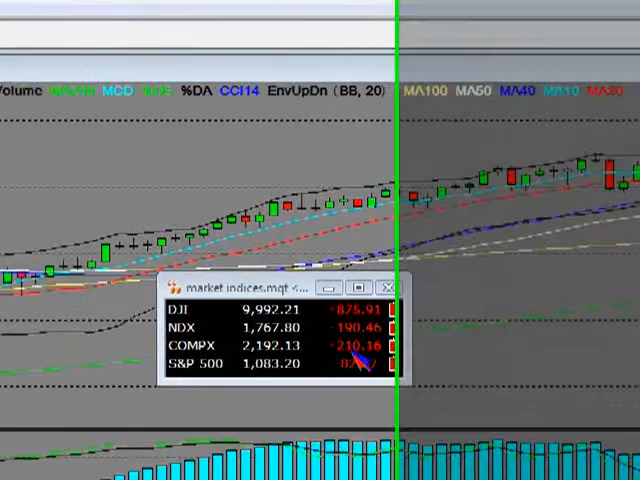 Volume MCD %DA CCI14 EnvUpDn (BB, 20) MA100 MA50 MA40 MA10 MA20
market indices.mqt <...
DJI 9,992.21 -875.91
NDX 1,767.80 -190.46
COMPX 2,192.13 -210.16
S&P 500 1,083.20